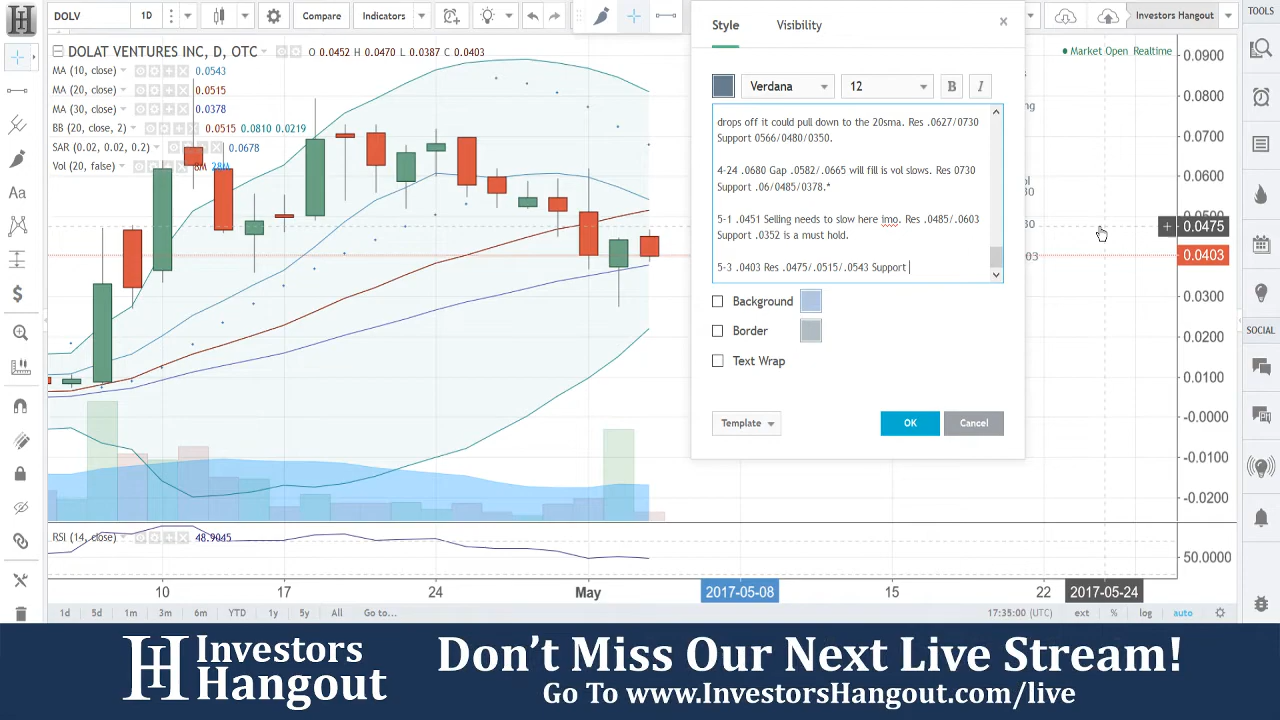 DOLV
1D
Compare
Indicators
Investors Hangout
TOOLS
DOLAT VENTURES INC, D, OTC
O 0.0452 H 0.0470 L 0.0387 C 0.0403
Market Open Realtime
MA (10, close)
0.0543
MA (20, close)
0.0515
MA (30, close)
0.0378
BB (20, close, 2)
0.0515 0.0810 0.0219
SAR (0.02, 0.02, 0.2)
0.0678
Vol (20, false)
8M 28M
Style
Visibility
Verdana
12
B
I
drops off it could pull down to the 20sma. Res .0627/0730
Support 0566/0480/0350.
4-24 .0680 Gap .0582/.0665 will fill is vol slows. Res 0730
Support .06/0485/0378.*
5-1 .0451 Selling needs to slow here imo. Res .0485/.0603
Support .0352 is a must hold.
5-3 .0403 Res .0475/.0515/.0543 Support
Background
Border
Text Wrap
Template
OK
Cancel
0.0900
0.0800
0.0700
0.0600
0.0475
0.0403
0.0300
0.0200
0.0100
-0.0000
-0.0100
-0.0200
SOCIAL
RSI (14, close)
48.9045
50.0000
10
17
24
May
2017-05-08
15
22
2017-05-24
1d
5d
1m
3m
6m
YTD
1y
5y
All
Go to...
17:35:00 (UTC)
ext
%
log
auto
IH
Investors
Hangout
Don't Miss Our Next Live Stream!
Go To www.InvestorsHangout.com/live